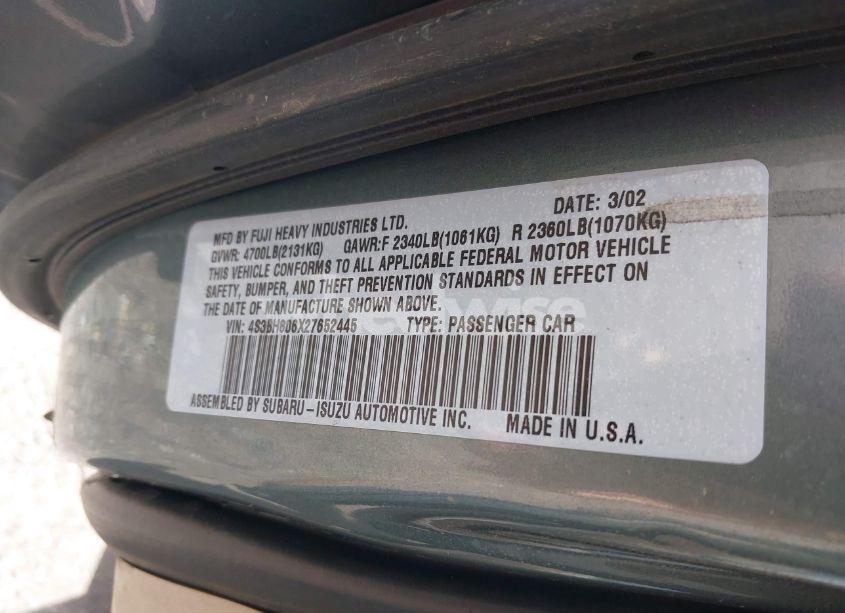 DATE: 3/02
MFD BY FUJI HEAVY INDUSTRIES LTD.
GVWR: 4700LB(2131KG) GAWR:F 2340LB(1061KG) R 2360LB(1070KG)
THIS VEHICLE CONFORMS TO ALL APPLICABLE FEDERAL MOTOR VEHICLE
SAFETY, BUMPER, AND THEFT PREVENTION STANDARDS IN EFFECT ON
THE DATE OF MANUFACTURE SHOWN ABOVE.
VIN: 4S3BH806X27652445 TYPE: PASSENGER CAR
ASSEMBLED BY SUBARU-ISUZU AUTOMOTIVE INC. MADE IN U.S.A.